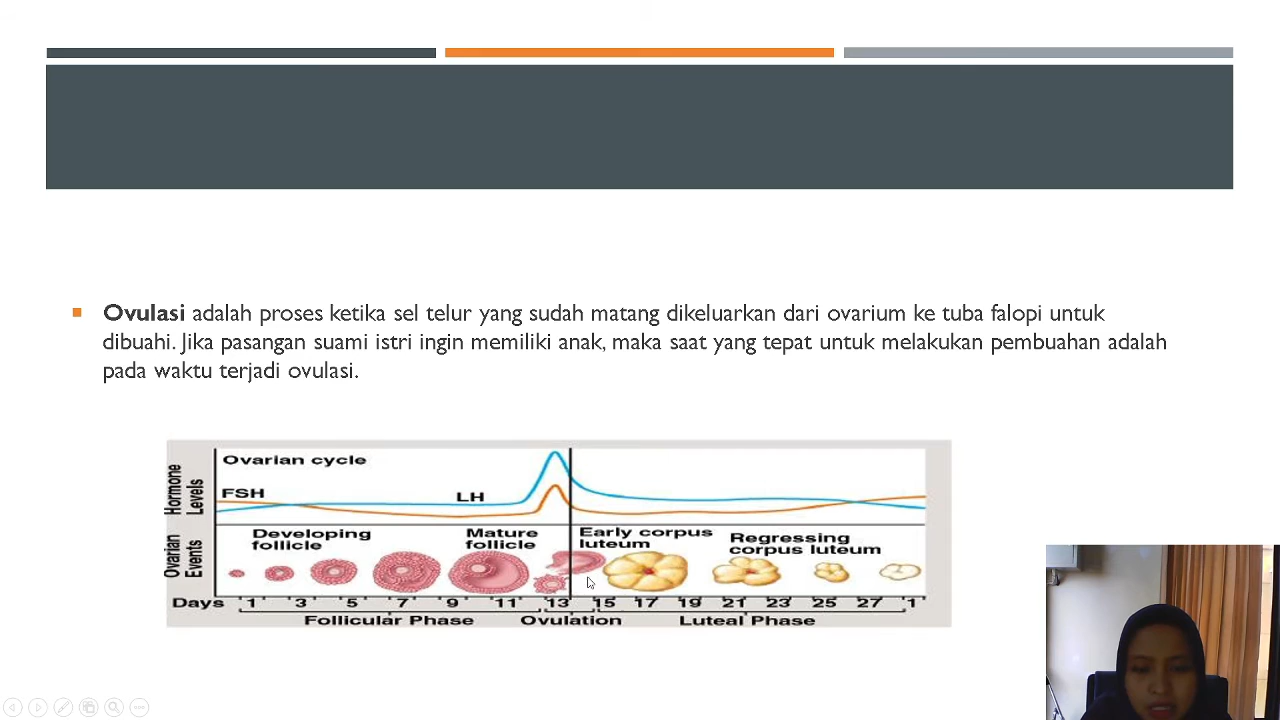 Ovulasi adalah proses ketika sel telur yang sudah matang dikeluarkan dari ovarium ke tuba falopi untuk
dibuahi. Jika pasangan suami istri ingin memiliki anak, maka saat yang tepat untuk melakukan pembuahan adalah
pada waktu terjadi ovulasi.
Hormone
Levels
Ovarian cycle
FSH
LH
Ovarian
Events
Developing
follicle
Mature
follicle
Early corpus
luteum
Regressing
corpus luteum
Days 1 3 5 7 9 11 13 15 17 19 21 23 25 27 1
Follicular Phase Ovulation Luteal Phase